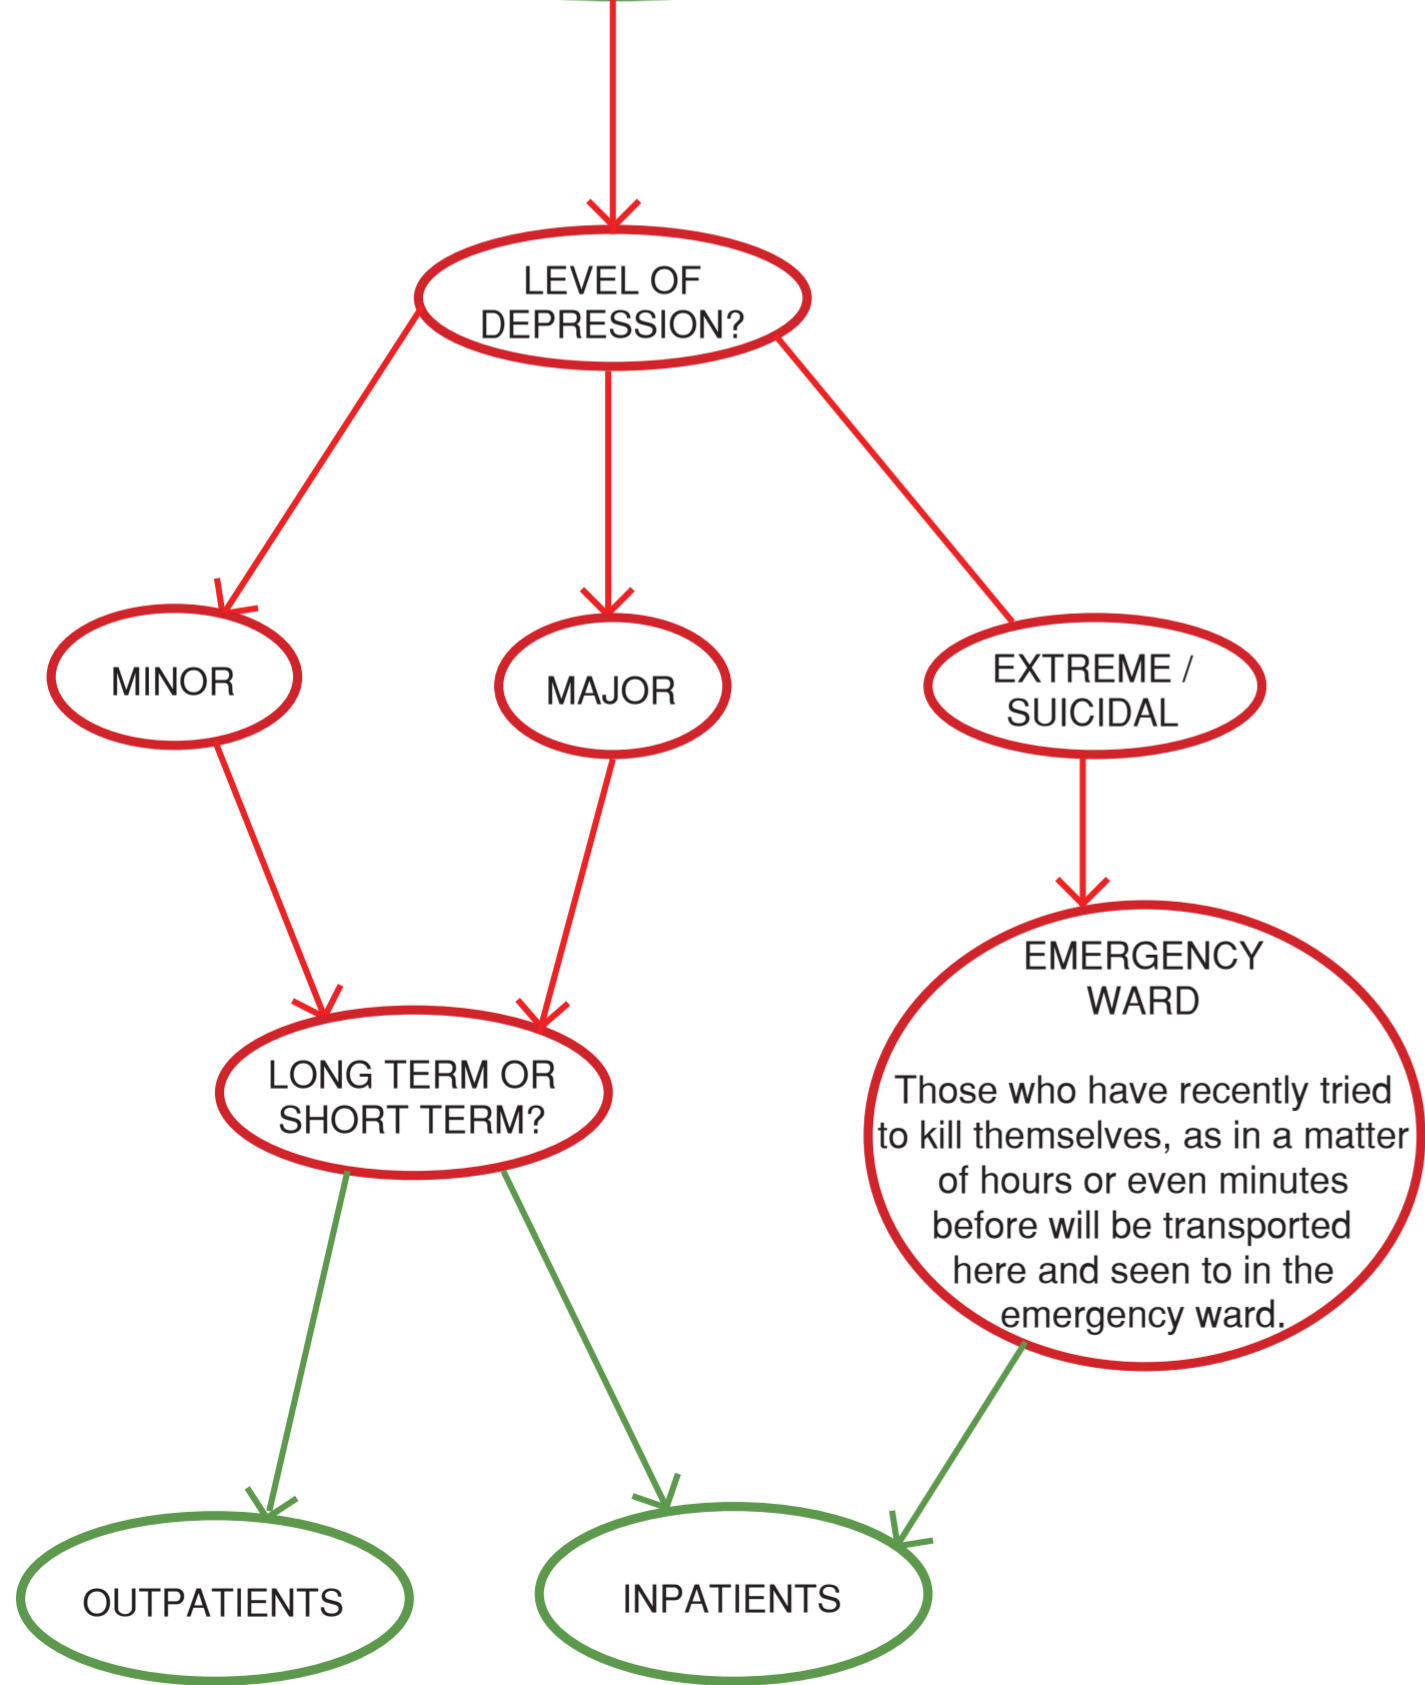 LEVEL OF
DEPRESSION?
MINOR
MAJOR
EXTREME /
SUICIDAL
LONG TERM OR
SHORT TERM?
EMERGENCY
WARD
Those who have recently tried
to kill themselves, as in a matter
of hours or even minutes
before will be transported
here and seen to in the
emergency ward.
OUTPATIENTS
INPATIENTS